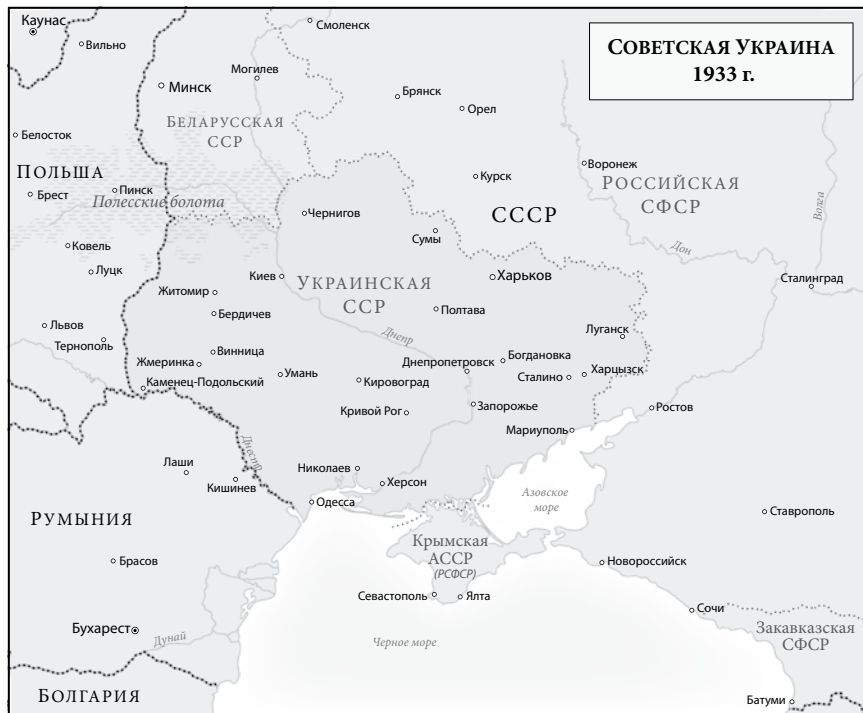 Советская Украина
1933 г.
Каунас
Вильно
Смоленск
Минск
Могилев
Брянск
Орел
Беларусская
ССР
Белосток
Польша
Воронеж
Курск
Российская
СФСР
Брест
Пинск
Полесские болота
Чернигов
СССР
Волга
Сумы
Дон
Ковель
Луцк
Киев
Украинская
ССР
Харьков
Сталинград
Житомир
Бердичев
Полтава
Львов
Тернополь
Днепр
Луганск
Винница
Жмеринка
Днепропетровск
Богдановка
Каменец-Подольский
Умань
Кировоград
Сталино
Харцызск
Кривой Рог
Запорожье
Ростов
Мариуполь
Днестр
Лаши
Кишинев
Николаев
Херсон
Одесса
Азовское
море
Ставрополь
Румыния
Крымская
АССР
(РСФСР)
Брасов
Новороссийск
Севастополь
Ялта
Сочи
Бухарест
Дунай
Черное море
Закавказская
СФСР
Болгария
Батуми